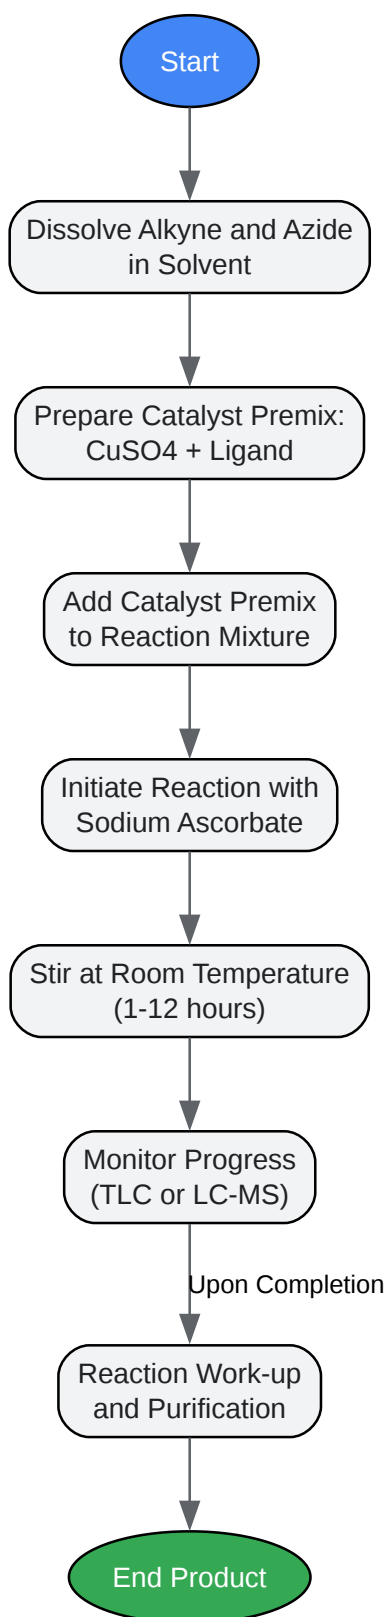 Start
Dissolve Alkyne and Azide
in Solvent
Prepare Catalyst Premix:
CuSO4 + Ligand
Add Catalyst Premix
to Reaction Mixture
Initiate Reaction with
Sodium Ascorbate
Stir at Room Temperature
(1-12 hours)
Monitor Progress
(TLC or LC-MS)
Upon Completion
Reaction Work-up
and Purification
End Product